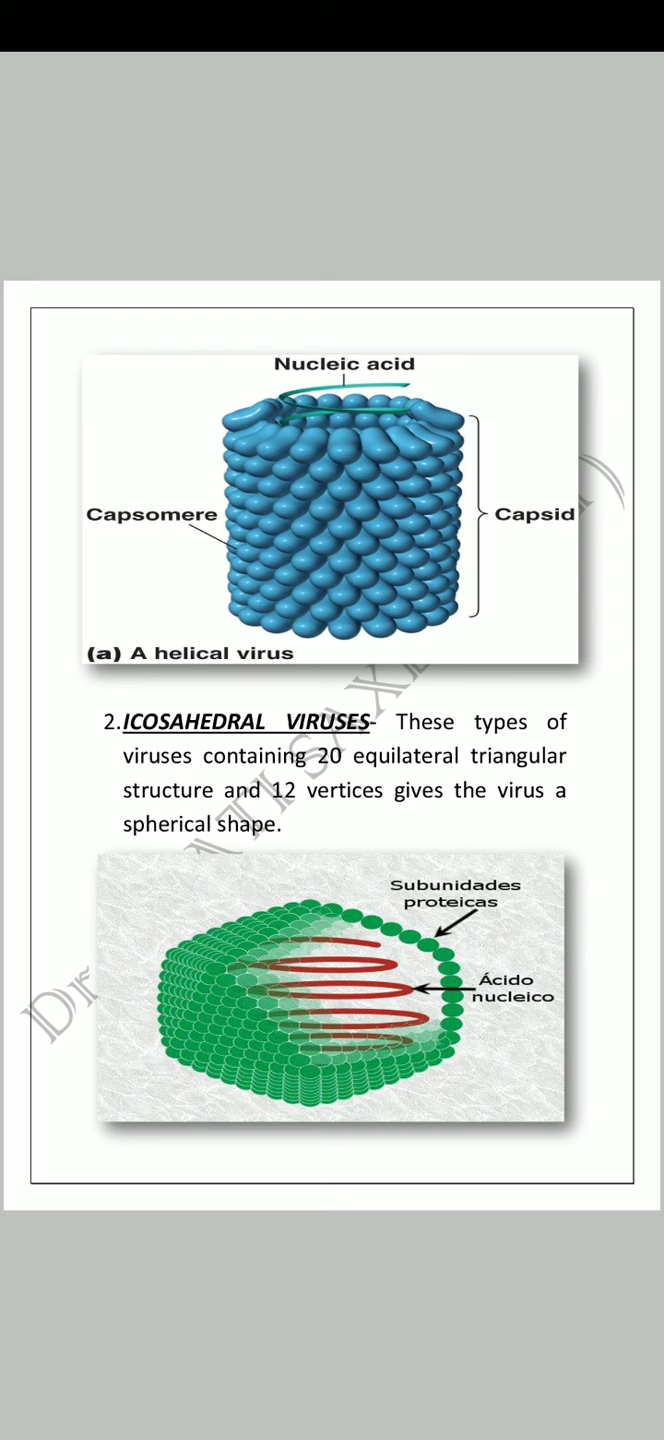 Nucleic acid
Capsomere
Capsid
(a) A helical virus
2. ICOSAHEDRAL VIRUSES- These types of
viruses containing 20 equilateral triangular
structure and 12 vertices gives the virus a
spherical shape.
Subunidades
proteicas
Ácido
nucleico
Dr